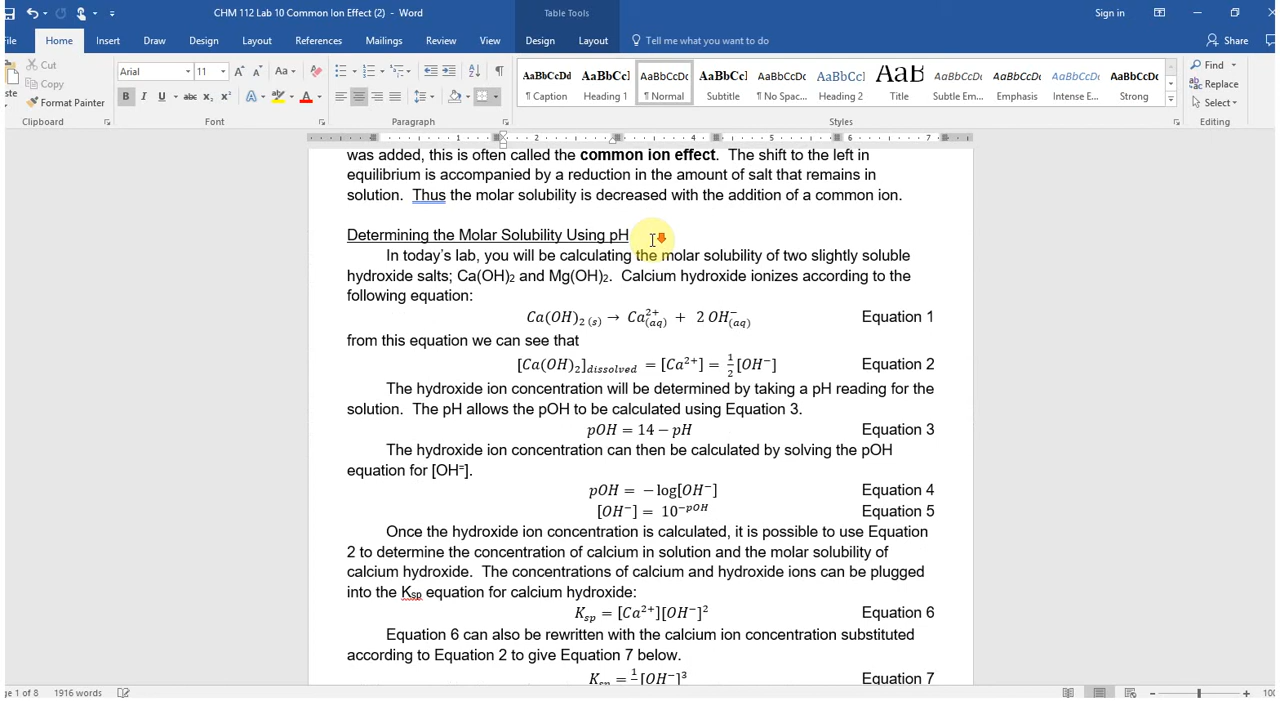 CHM 112 Lab 10 Common Ion Effect (2) - Word
Table Tools
Sign in
File Home Insert Draw Design Layout References Mailings Review View Design Layout Tell me what you want to do Share
Cut
Copy
Format Painter
Clipboard
Arial 11
B I U abc x₂ x² A A
Aa
Font
Paragraph
AaBbCcDd AaBbCc AaBbCcDc AaBbCc AaBbCcDc AaBbCc] AaB AaBbCcDc AaBbCcDc AaBbCcDc AaBbCcDc
¶ Caption Heading 1 ¶ Normal Subtitle ¶ No Spac... Heading 2 Title Subtle Em... Emphasis Intense E... Strong
Styles
Find
Replace
Select
Editing
1 2 4 5 6 7
was added, this is often called the common ion effect. The shift to the left in
equilibrium is accompanied by a reduction in the amount of salt that remains in
solution. Thus the molar solubility is decreased with the addition of a common ion.
Determining the Molar Solubility Using pH
In today's lab, you will be calculating the molar solubility of two slightly soluble
hydroxide salts; Ca(OH)₂ and Mg(OH)₂. Calcium hydroxide ionizes according to the
following equation:
Ca(OH)₂ (s) → Ca²⁺(aq) + 2 OH⁻(aq) Equation 1
from this equation we can see that
[Ca(OH)₂]dissolved = [Ca²⁺] = 1/2 [OH⁻] Equation 2
The hydroxide ion concentration will be determined by taking a pH reading for the
solution. The pH allows the pOH to be calculated using Equation 3.
pOH = 14 − pH Equation 3
The hydroxide ion concentration can then be calculated by solving the pOH
equation for [OH⁻].
pOH = − log[OH⁻] Equation 4
[OH⁻] = 10^−pOH Equation 5
Once the hydroxide ion concentration is calculated, it is possible to use Equation
2 to determine the concentration of calcium in solution and the molar solubility of
calcium hydroxide. The concentrations of calcium and hydroxide ions can be plugged
into the Ksp equation for calcium hydroxide:
Ksp = [Ca²⁺][OH⁻]² Equation 6
Equation 6 can also be rewritten with the calcium ion concentration substituted
according to Equation 2 to give Equation 7 below.
[OH⁻]³ Equation 7
1 of 8 1916 words